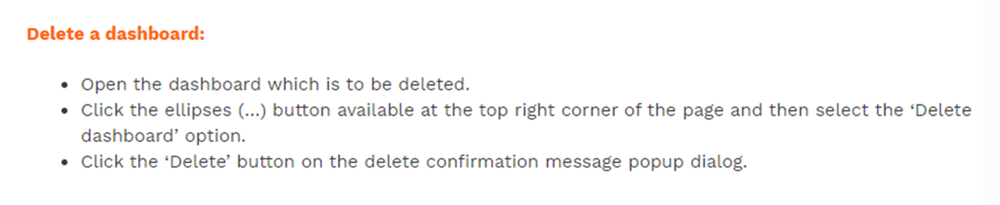 Delete a dashboard:
• Open the dashboard which is to be deleted.
• Click the ellipses (...) button available at the top right corner of the page and then select the ‘Delete
dashboard’ option.
• Click the ‘Delete’ button on the delete confirmation message popup dialog.